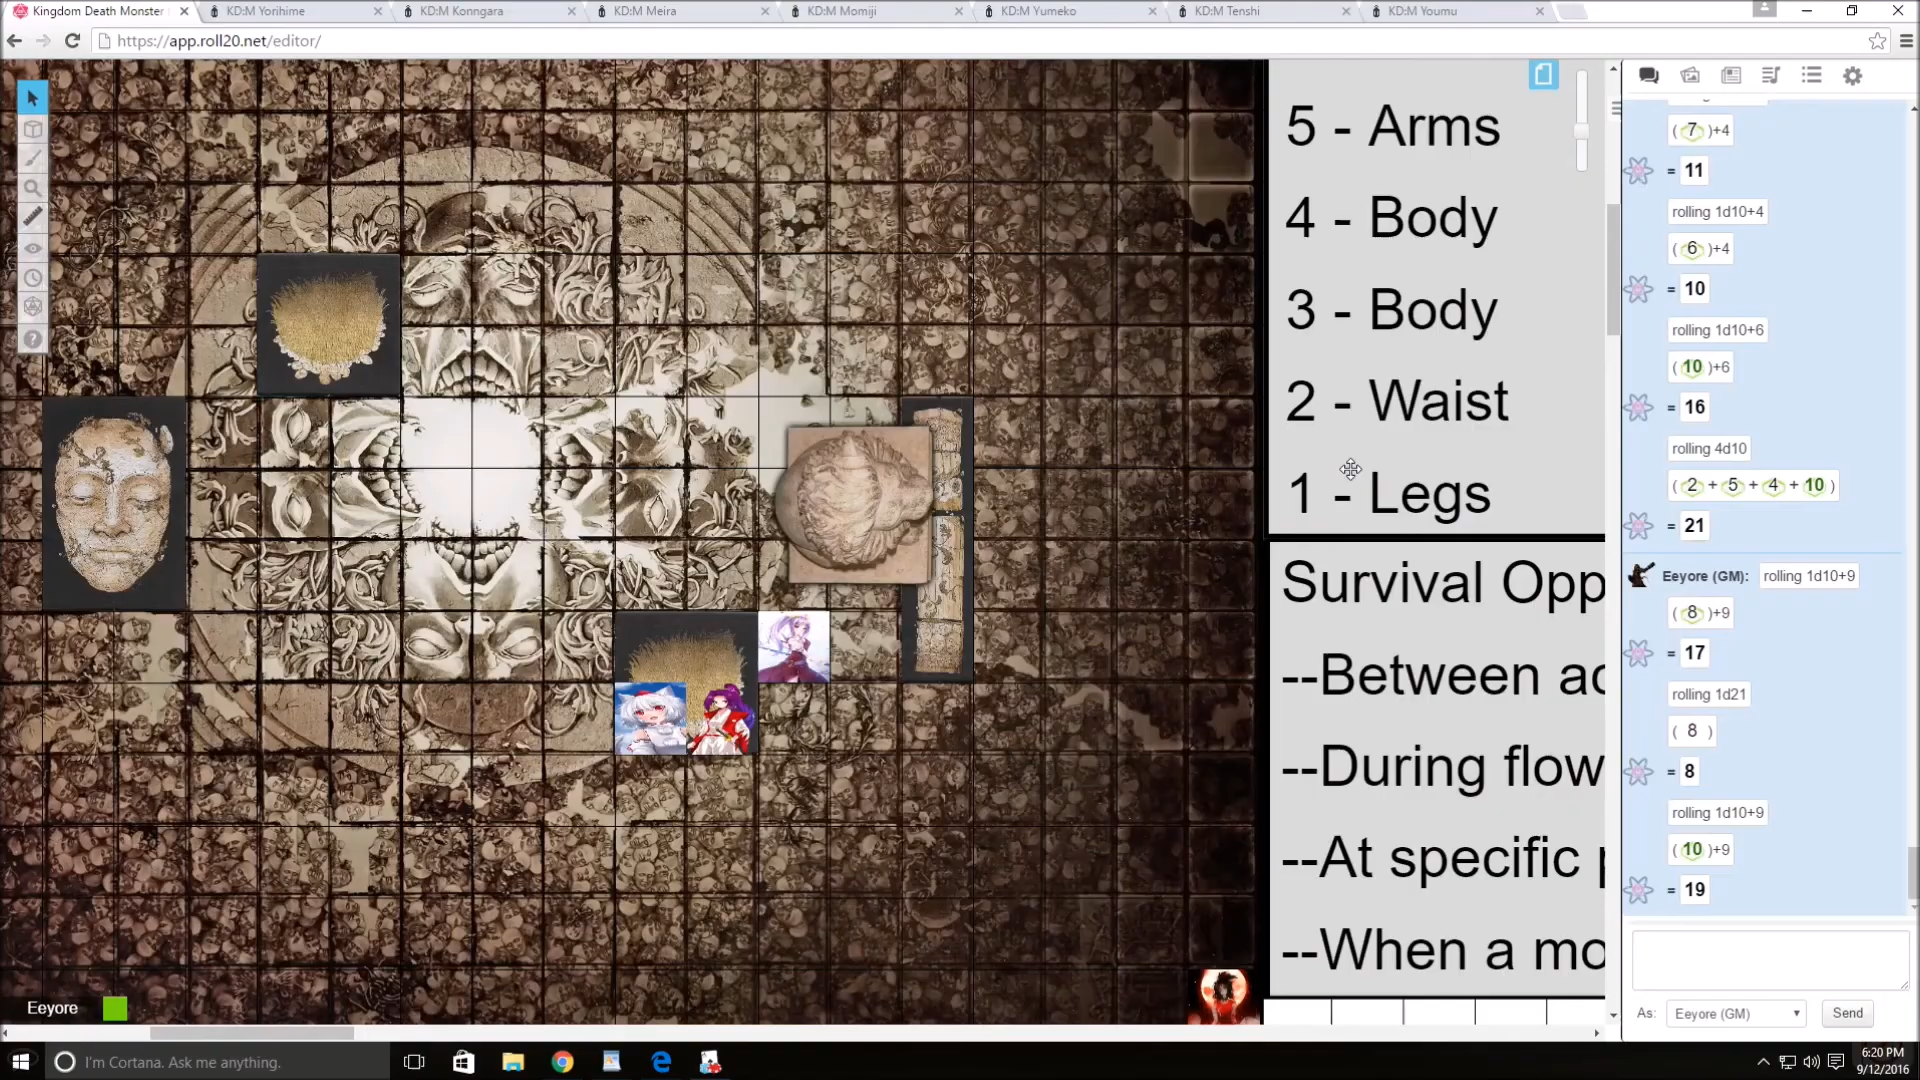 Kingdom Death Monster
KD:M Yorihime
KD:M Konngara
KD:M Meira
KD:M Momiji
KD:M Yumeko
KD:M Tenshi
KD:M Youmu
https://app.roll20.net/editor/
5 - Arms
4 - Body
3 - Body
2 - Waist
1 - Legs
Survival Opp
--Between ac
--During flow
--At specific p
--When a mo
( 7 )+4
= 11
rolling 1d10+4
( 6 )+4
= 10
rolling 1d10+6
( 10 )+6
= 16
rolling 4d10
( 2 + 5 + 4 + 10 )
= 21
Eeyore (GM): rolling 1d10+9
( 8 )+9
= 17
rolling 1d21
( 8 )
= 8
rolling 1d10+9
( 10 )+9
= 19
As: Eeyore (GM) Send
Eeyore
I'm Cortana. Ask me anything.
6:20 PM
9/12/2016